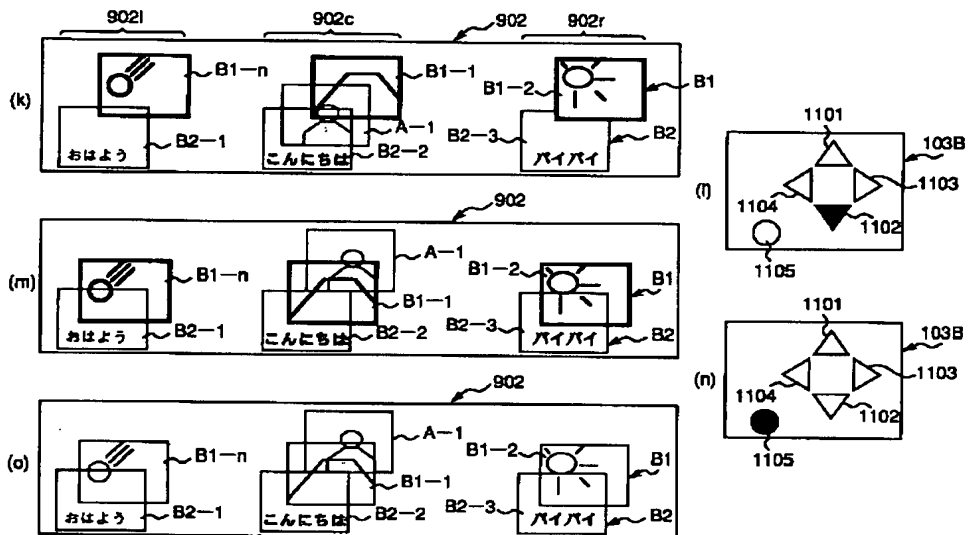 902l 902c 902 902r
(k) B1-n B1-1 B1-2 B1
A-1
B2-1 B2-2 B2-3 B2
おはよう こんにちは バイバイ
902
(m) B1-n A-1 B1-2 B1
B1-1
B2-1 B2-2 B2-3 B2
おはよう こんにちは バイバイ
902
(o) B1-n A-1 B1-2 B1
B1-1
B2-1 B2-2 B2-3 B2
おはよう こんにちは バイバイ
1101 103B
(l) 1104 1103
1102
1105
1101 103B
(n) 1104 1103
1102
1105